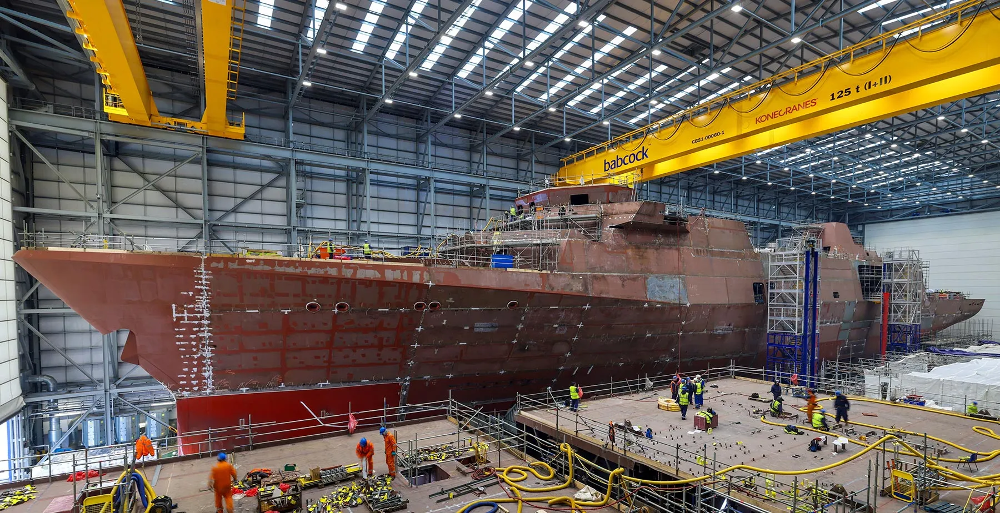 babcock
GB51-00060-1
KONECRANES
125 t (I+II)